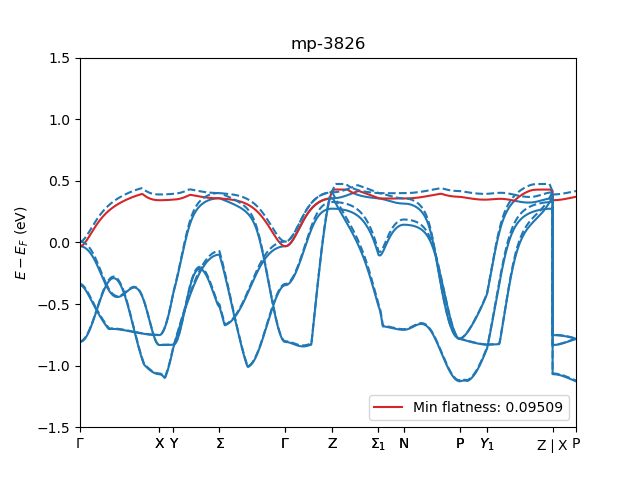 mp-3826
1.5
1.0
0.5
0.0
−0.5
−1.0
−1.5
E − E_F (eV)
Min flatness: 0.09509
Γ X Y Σ Γ Z Σ₁ N P Y₁ Z | X P